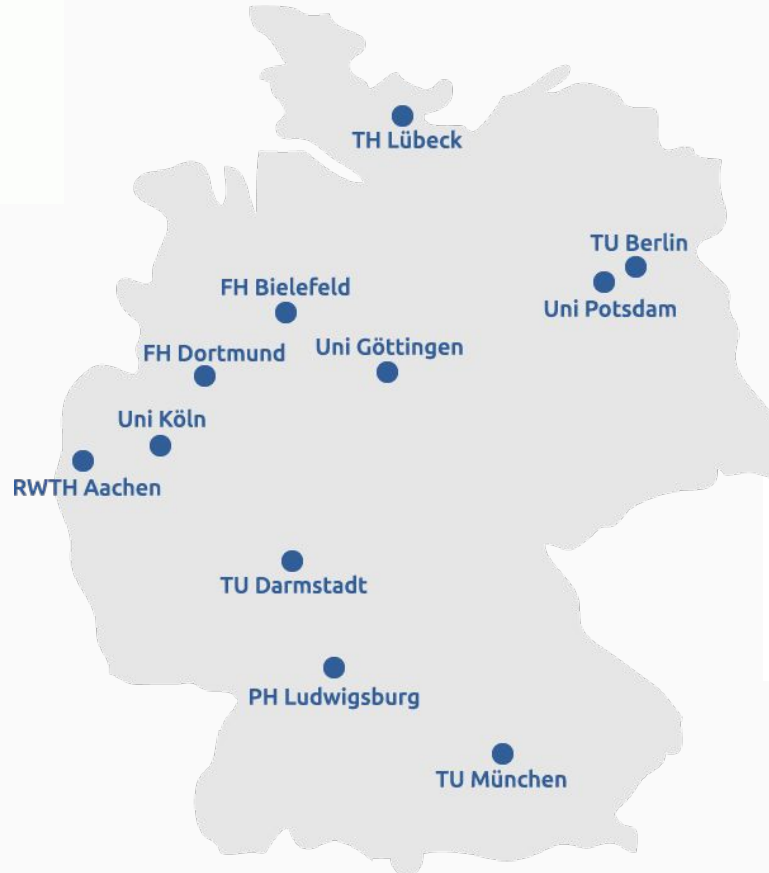 TH Lübeck
TU Berlin
FH Bielefeld
Uni Potsdam
Uni Göttingen
FH Dortmund
Uni Köln
RWTH Aachen
TU Darmstadt
PH Ludwigsburg
TU München